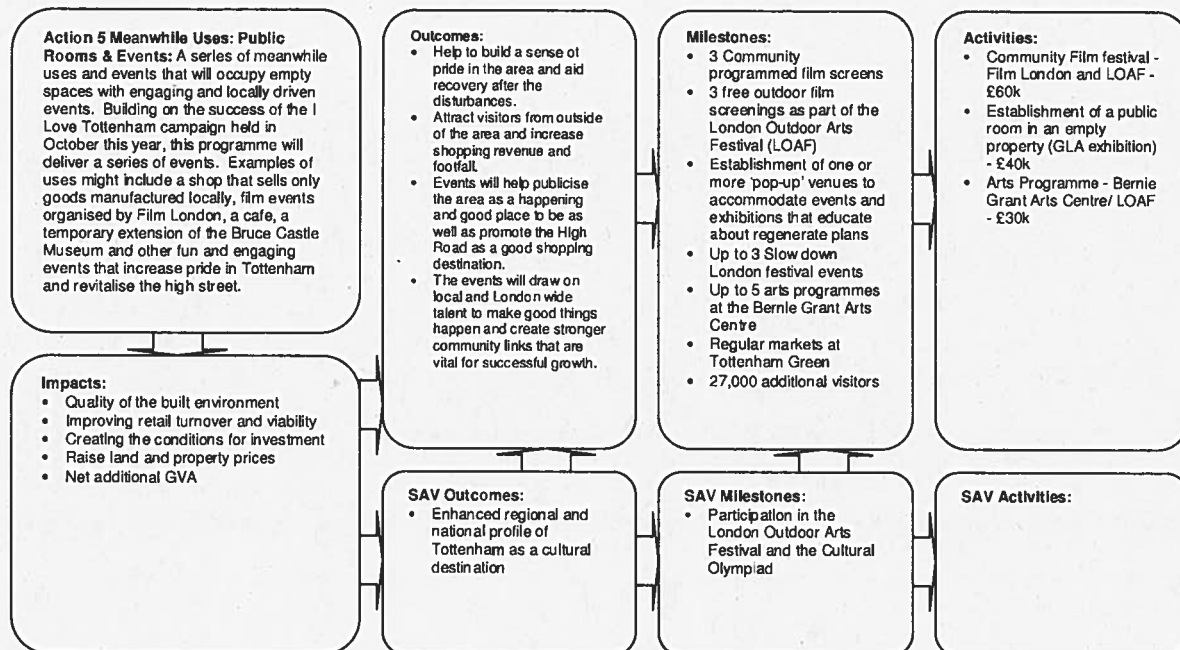 Action 5 Meanwhile Uses: Public
Rooms & Events: A series of meanwhile
uses and events that will occupy empty
spaces with engaging and locally driven
events. Building on the success of the I
Love Tottenham campaign held in
October this year, this programme will
deliver a series of events. Examples of
uses might include a shop that sells only
goods manufactured locally, film events
organised by Film London, a cafe, a
temporary extension of the Bruce Castle
Museum and other fun and engaging
events that increase pride in Tottenham
and revitalise the high street.
Impacts:
• Quality of the built environment
• Improving retail turnover and viability
• Creating the conditions for investment
• Raise land and property prices
• Net additional GVA
Outcomes:
• Help to build a sense of
pride in the area and aid
recovery after the
disturbances.
• Attract visitors from outside
of the area and increase
shopping revenue and
footfall.
• Events will help publicise
the area as a happening
and good place to be as
well as promote the High
Road as a good shopping
destination.
• The events will draw on
local and London wide
talent to make good things
happen and create stronger
community links that are
vital for successful growth.
SAV Outcomes:
• Enhanced regional and
national profile of
Tottenham as a cultural
destination
Milestones:
• 3 Community
programmed film screens
• 3 free outdoor film
screenings as part of the
London Outdoor Arts
Festival (LOAF)
• Establishment of one or
more 'pop-up' venues to
accommodate events and
exhibitions that educate
about regenerate plans
• Up to 3 Slow down
London festival events
• Up to 5 arts programmes
at the Bernie Grant Arts
Centre
• Regular markets at
Tottenham Green
• 27,000 additional visitors
SAV Milestones:
• Participation in the
London Outdoor Arts
Festival and the Cultural
Olympiad
Activities:
• Community Film festival -
Film London and LOAF -
£60k
• Establishment of a public
room in an empty
property (GLA exhibition)
- £40k
• Arts Programme - Bernie
Grant Arts Centre/ LOAF
- £30k
SAV Activities: